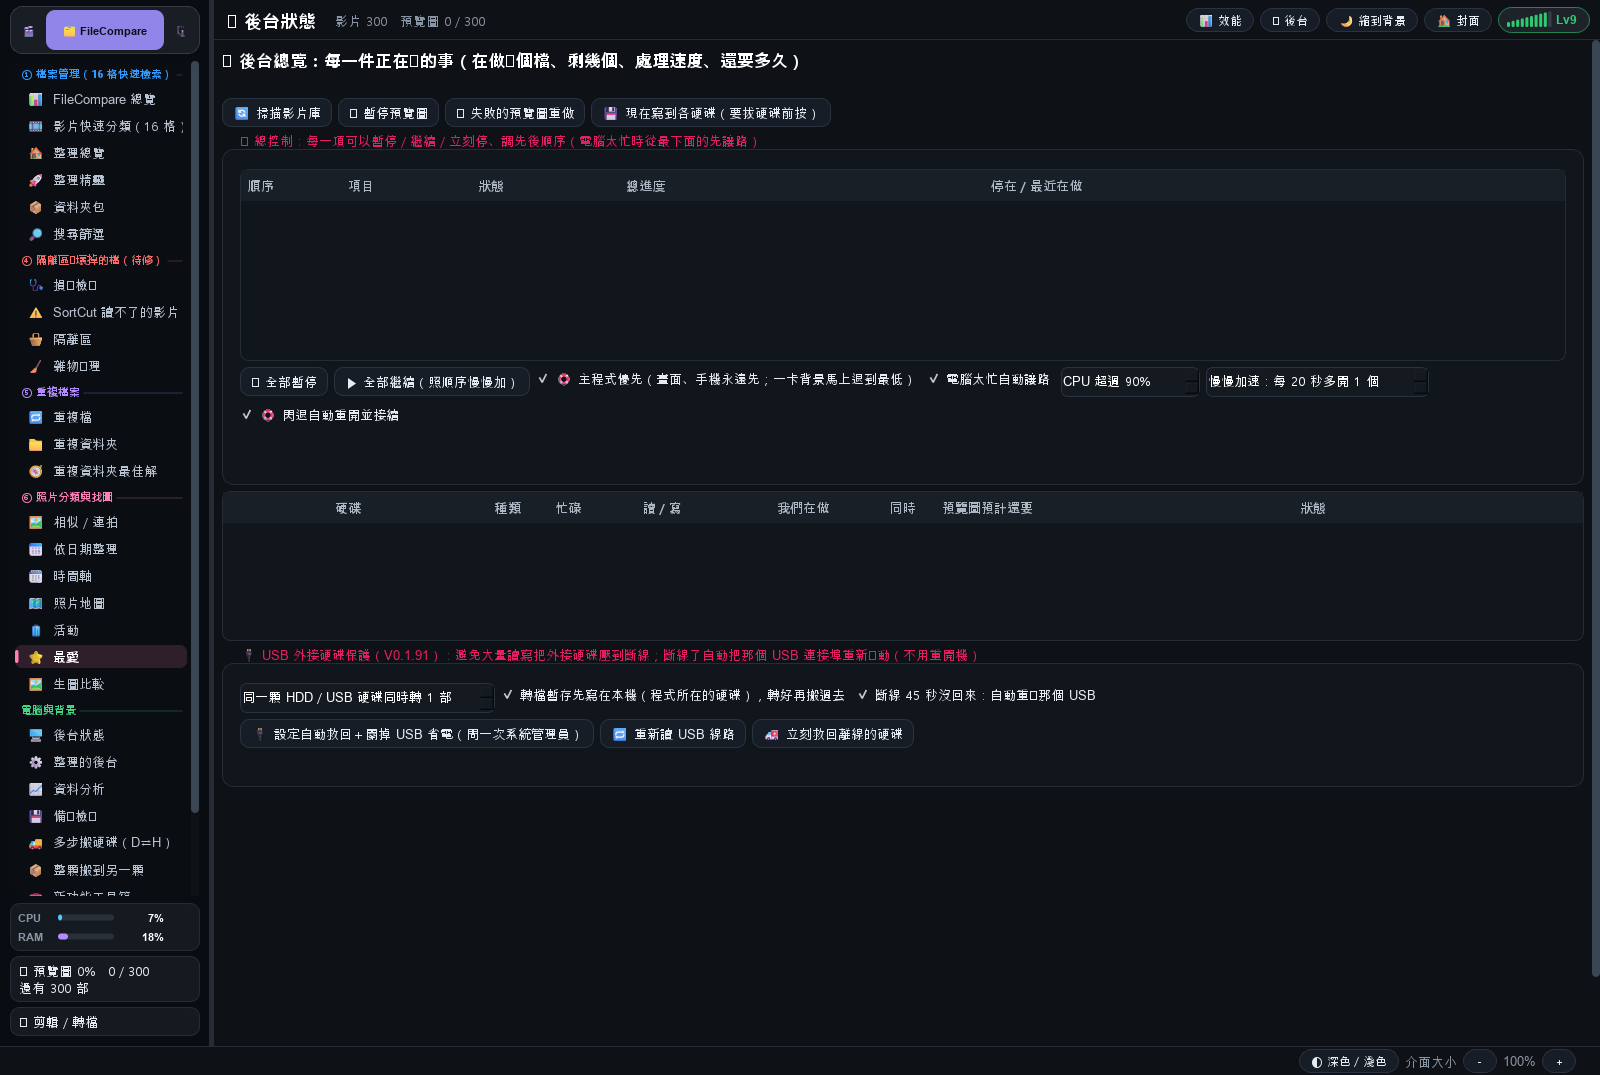 FileCompare
① 檔案管理（16 格快速檢索）
FileCompare 總覽
影片快速分類（16 格）
整理總覽
整理精靈
資料夾包
搜尋篩選
④ 隔離區 壞掉的檔（待修）
損 檢
SortCut 讀不了的影片
隔離區
雜物 理
⑤ 重複檔案
重複檔
重複資料夾
重複資料夾最佳解
⑥ 照片分類與找圖
相似 / 連拍
依日期整理
時間軸
照片地圖
活動
最愛
生圖比較
電腦與背景
後台狀態
整理的後台
資料分析
備 檢
多步搬硬碟（D⇌H）
整顆搬到另一顆
新功能工具箱
CPU 7%
RAM 18%
預覽圖 0% 0 / 300
還有 300 部
剪輯 / 轉檔
後台狀態 影片 300 預覽圖 0 / 300
效能 後台 縮到背景 封面 Lv9
後台總覽：每一件正在 的事（在做 個檔、剩幾個、處理速度、還要多久）
掃描影片庫 暫停預覽圖 失敗的預覽圖重做 現在寫到各硬碟（要拔硬碟前按）
總控制：每一項可以暫停 / 繼續 / 立刻停、調先後順序（電腦太忙時從最下面的先讓路）
順序 項目 狀態 總進度 停在 / 最近在做
全部暫停 ▶ 全部繼續（照順序慢慢加） ✓ 主程式優先（畫面、手機永遠先；一卡背景馬上退到最低） ✓ 電腦太忙自動讓路 CPU 超過 90% 慢慢加速：每 20 秒多開 1 個
✓ 閃退自動重開並接續
硬碟 種類 忙碌 讀 / 寫 我們在做 同時 預覽圖預計還要 狀態
USB 外接硬碟保護（V0.1.91）：避免大量讀寫把外接硬碟壓到斷線；斷線了自動把那個 USB 連接埠重新 動（不用重開機）
同一顆 HDD / USB 硬碟同時轉 1 部 ✓ 轉檔暫存先寫在本機（程式所在的硬碟），轉好再搬過去 ✓ 斷線 45 秒沒回來：自動重 那個 USB
設定自動救回＋關掉 USB 省電（問一次系統管理員） 重新讀 USB 線路 立刻救回離線的硬碟
深色 / 淺色 介面大小 - 100% +